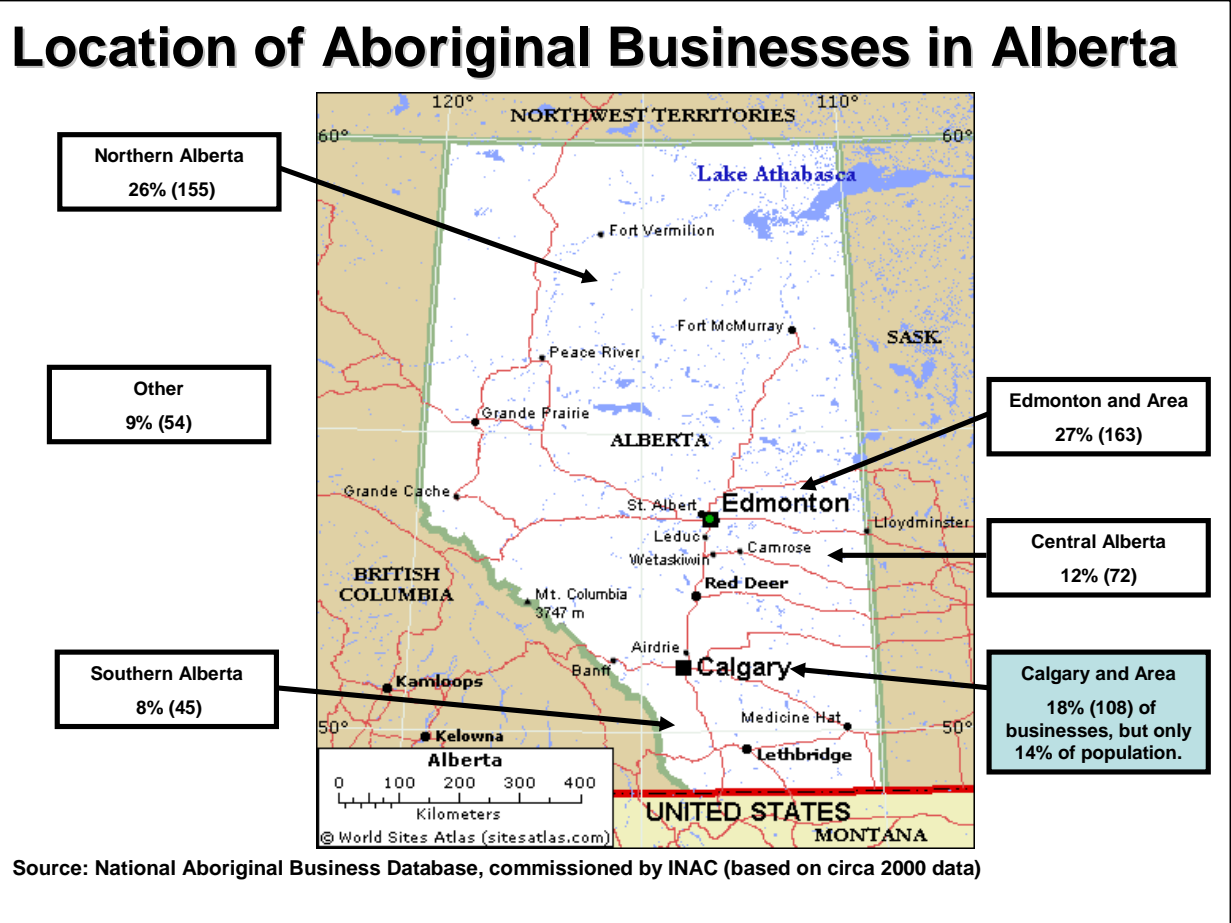 Location of Aboriginal Businesses in Alberta
120°
110°
NORTHWEST TERRITORIES
60°
60°
Northern Alberta
26% (155)
Lake Athabasca
Fort Vermilion
Fort McMurray
SASK.
Peace River
Other
9% (54)
Grande Prairie
ALBERTA
Edmonton and Area
27% (163)
Grande Cache
St. Albert
Edmonton
Lloydminster
Leduc
Wetaskiwin
Camrose
Central Alberta
12% (72)
BRITISH
COLUMBIA
Red Deer
Mt. Columbia
3747 m
Airdrie
Banff
Calgary
Southern Alberta
8% (45)
Calgary and Area
18% (108) of
businesses, but only
14% of population.
Kamloops
Medicine Hat
50°
50°
Kelowna
Lethbridge
Alberta
0 100 200 300 400
Kilometers
© World Sites Atlas (sitesatlas.com)
UNITED STATES
MONTANA
Source: National Aboriginal Business Database, commissioned by INAC (based on circa 2000 data)